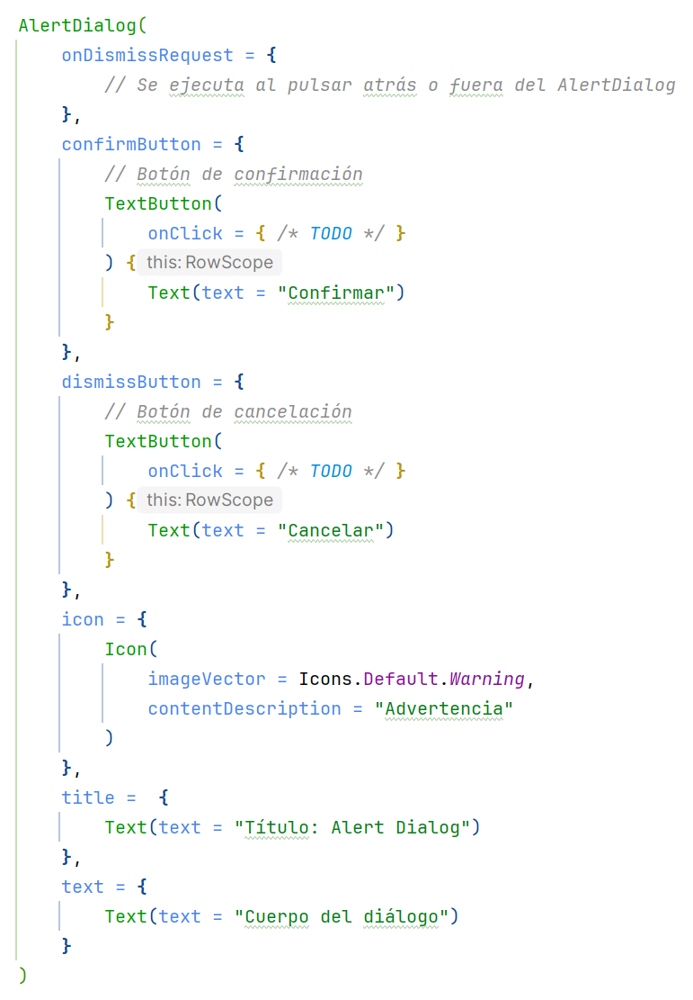 AlertDialog(
    onDismissRequest = {
        // Se ejecuta al pulsar atrás o fuera del AlertDialog
    },
    confirmButton = {
        // Botón de confirmación
        TextButton(
            onClick = { /* TODO */ }
        ) { this: RowScope
            Text(text = "Confirmar")
        }
    },
    dismissButton = {
        // Botón de cancelación
        TextButton(
            onClick = { /* TODO */ }
        ) { this: RowScope
            Text(text = "Cancelar")
        }
    },
    icon = {
        Icon(
            imageVector = Icons.Default.Warning,
            contentDescription = "Advertencia"
        )
    },
    title =  {
        Text(text = "Título: Alert Dialog")
    },
    text = {
        Text(text = "Cuerpo del diálogo")
    }
)